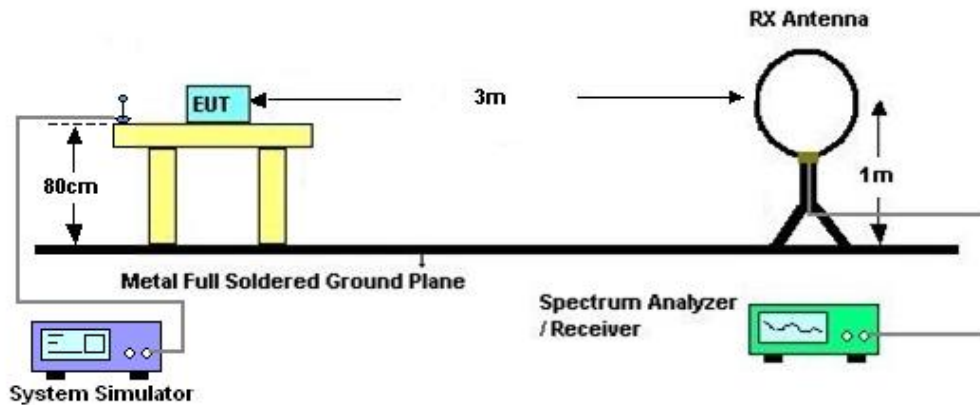 RX Antenna
EUT
3m
80cm
1m
Metal Full Soldered Ground Plane
Spectrum Analyzer
/ Receiver
System Simulator